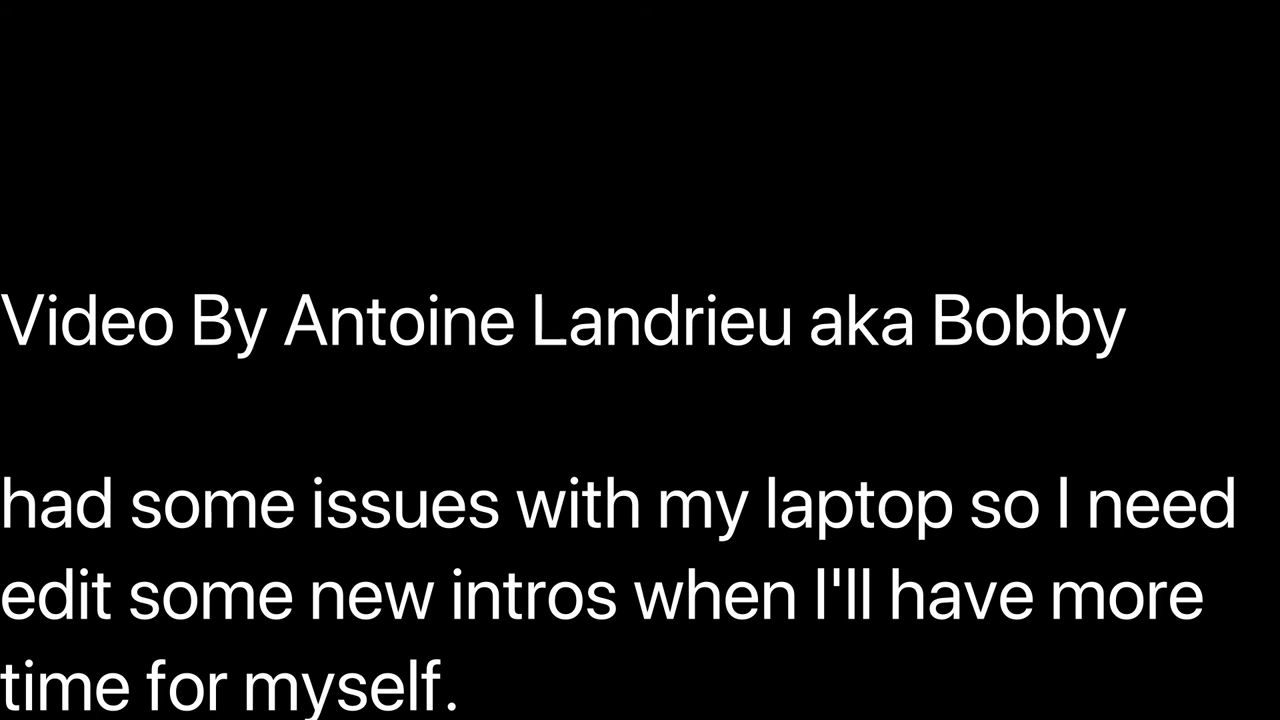 Video By Antoine Landrieu aka Bobby
had some issues with my laptop so I need
edit some new intros when I'll have more
time for myself.